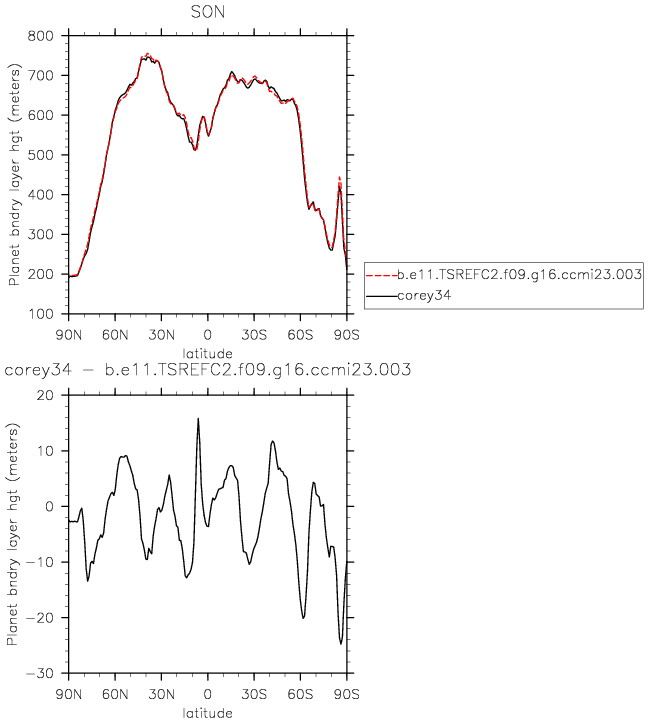 SON
800
700
600
500
400
300
200
100
Planet bndry layer hgt (meters)
90N 60N 30N 0 30S 60S 90S
latitude
b.e11.TSREFC2.f09.g16.ccmi23.003
corey34
corey34 − b.e11.TSREFC2.f09.g16.ccmi23.003
20
10
0
−10
−20
−30
Planet bndry layer hgt (meters)
90N 60N 30N 0 30S 60S 90S
latitude